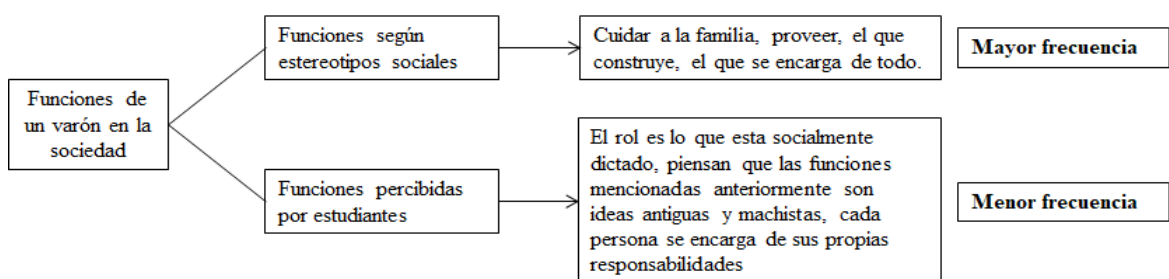 Funciones de
un varón en la
sociedad
Funciones según
estereotipos sociales
Cuidar a la familia, proveer, el que
construye, el que se encarga de todo.
Mayor frecuencia
Funciones percibidas
por estudiantes
El rol es lo que esta socialmente
dictado, piensan que las funciones
mencionadas anteriormente son
ideas antiguas y machistas, cada
persona se encarga de sus propias
responsabilidades
Menor frecuencia